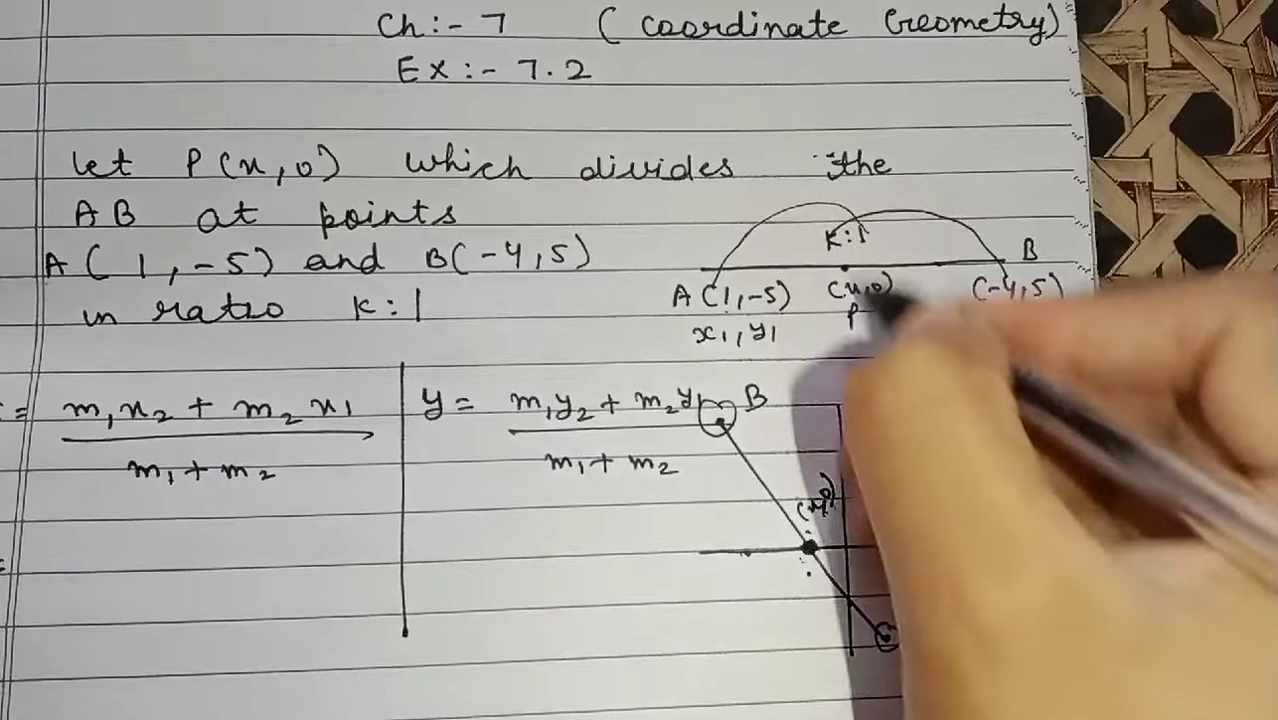 Ch:- 7 (Coordinate Geometry)
Ex:- 7.2
let P(x,0) which divides the
AB at points
A(1,-5) and B(-4,5)
in ratio K:1
K:1
B
A(1,-5) (x,0) (-4,5)
x1,y1 P
= m1x2 + m2x1 / m1 + m2
y = m1y2 + m2y1 / m1 + m2
B
=